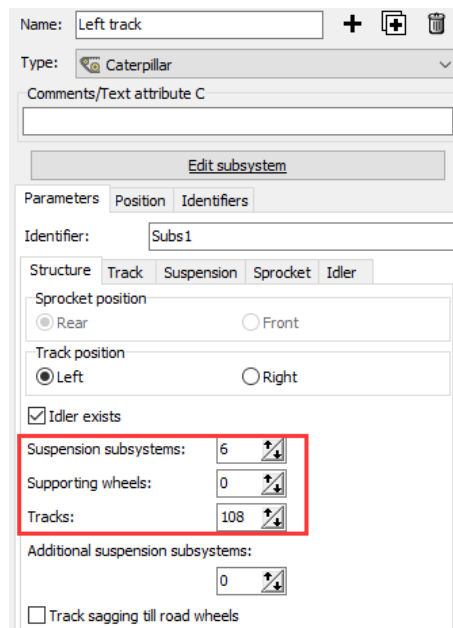 Name: Left track
Type: Caterpillar
Comments/Text attribute C
Edit subsystem
Parameters Position Identifiers
Identifier: Subs1
Structure Track Suspension Sprocket Idler
Sprocket position
Rear Front
Track position
Left Right
Idler exists
Suspension subsystems: 6
Supporting wheels: 0
Tracks: 108
Additional suspension subsystems:
0
Track sagging till road wheels